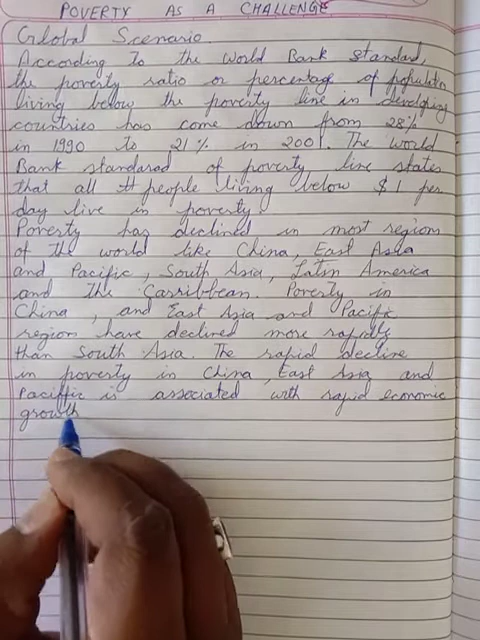 POVERTY AS A CHALLENGE
Global Scenario
According to the World Bank standard,
the poverty ratio or percentage of population
living below the poverty line in developing
countries has come down from 28%
in 1990 to 21% in 2001. The World
Bank standarad of poverty line states
that all people living below $1 per
day live in poverty.
Poverty has declined in most region
of the world like China, East Asia
and Pacific, South Asia, Latin America
and the Carribbean. Poverty in
China, and East Asia and Pacific
region have declined more rapidly
than South Asia. The rapid decline
in poverty in China, East Asia and
Paciffic is associated with rapid economic
growth